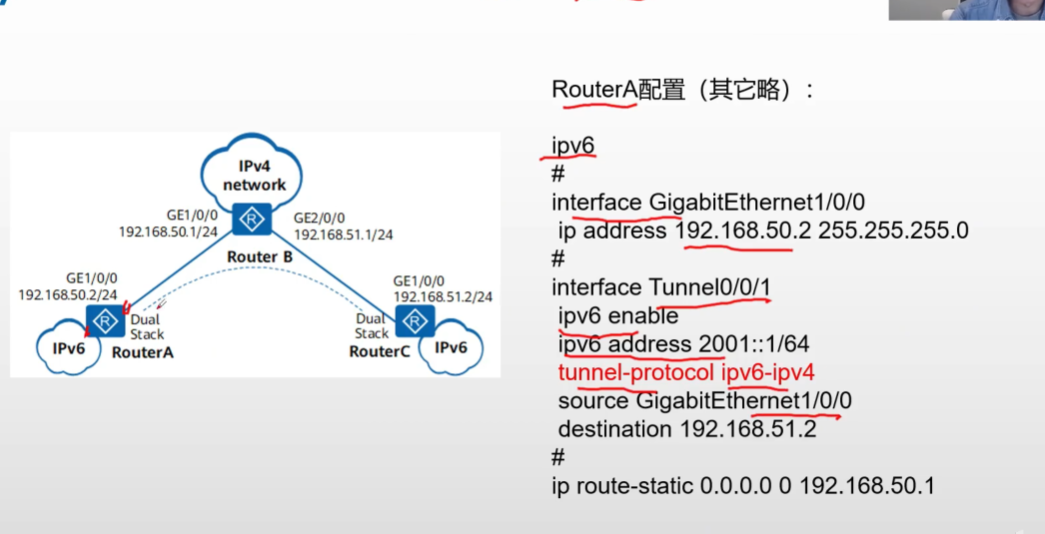 RouterA配置（其它略）:
ipv6
#
interface GigabitEthernet1/0/0
ip address 192.168.50.2 255.255.255.0
#
interface Tunnel0/0/1
ipv6 enable
ipv6 address 2001::1/64
tunnel-protocol ipv6-ipv4
source GigabitEthernet1/0/0
destination 192.168.51.2
#
ip route-static 0.0.0.0 0 192.168.50.1
IPv4
network
GE1/0/0
192.168.50.1/24
GE2/0/0
192.168.51.1/24
Router B
GE1/0/0
192.168.50.2/24
GE1/0/0
192.168.51.2/24
R
R
R
Dual
Stack
Dual
Stack
IPv6
RouterA
RouterC
IPv6